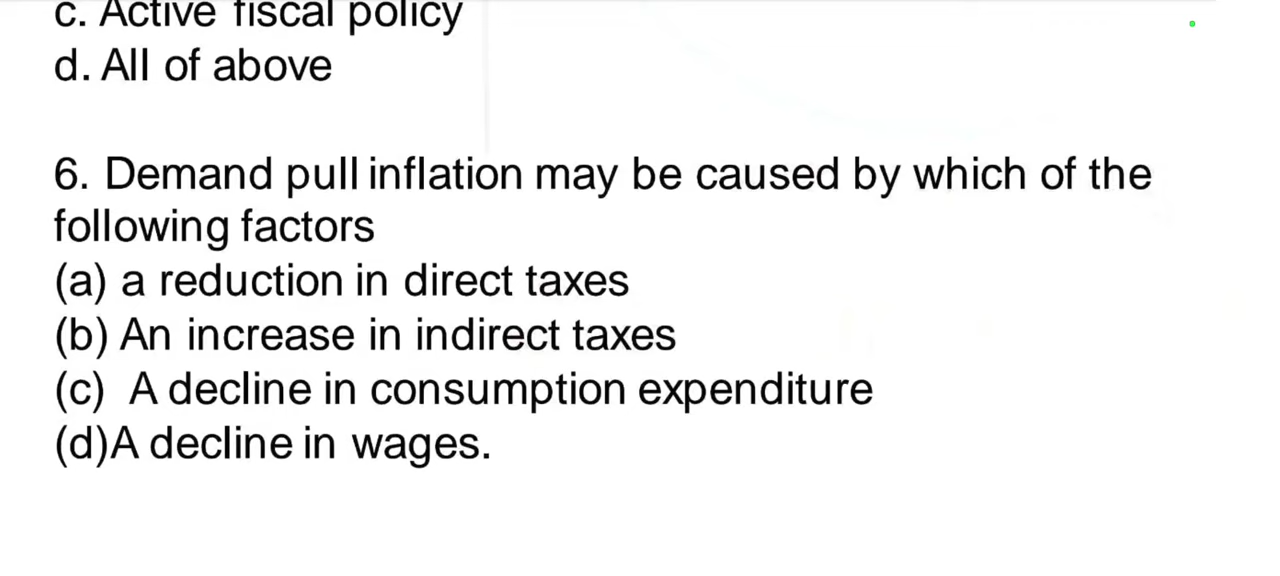 c. Active fiscal policy
d. All of above
6. Demand pull inflation may be caused by which of the
following factors
(a) a reduction in direct taxes
(b) An increase in indirect taxes
(c) A decline in consumption expenditure
(d)A decline in wages.